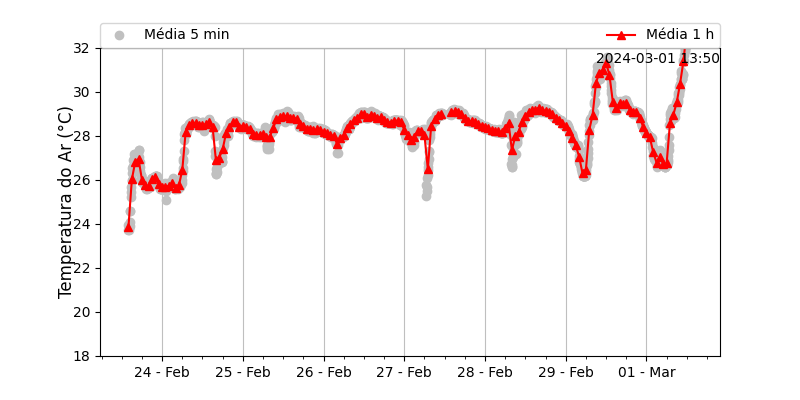 Média 5 min
Média 1 h
2024-03-01 13:50
Temperatura do Ar (°C)
32
30
28
26
24
22
20
18
24 - Feb
25 - Feb
26 - Feb
27 - Feb
28 - Feb
29 - Feb
01 - Mar